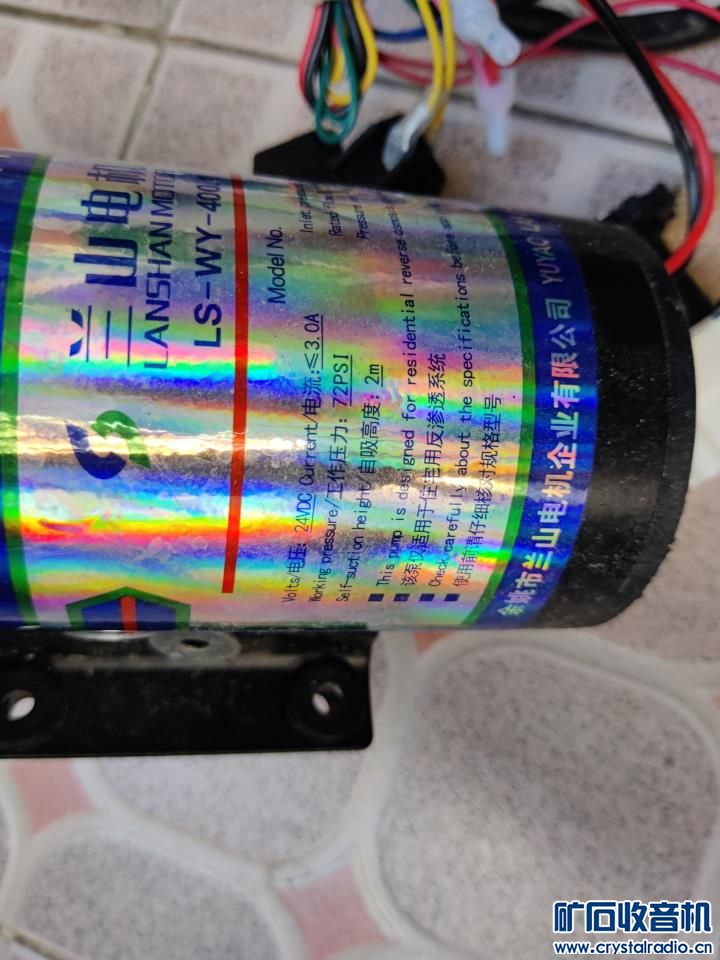 兰山电机
LANSHAN MOTOR
LS-WY-400
Model No.
Inlet
Rated
Pressure
Volts/电压: 24VDC Current/电流:≤3.0A
Working pressure/工作压力: 72PSI
Self-suction height/自吸高度: 2m
■ This pump is designed for residential reverse osmosis
■ 该泵仅适用于住宅用反渗透系统
■ Check carefully about the specifications before
■ 使用前请仔细核对规格型号
余姚市兰山电机企业有限公司 YUYAO
矿石收音机
www.crystalradio.cn